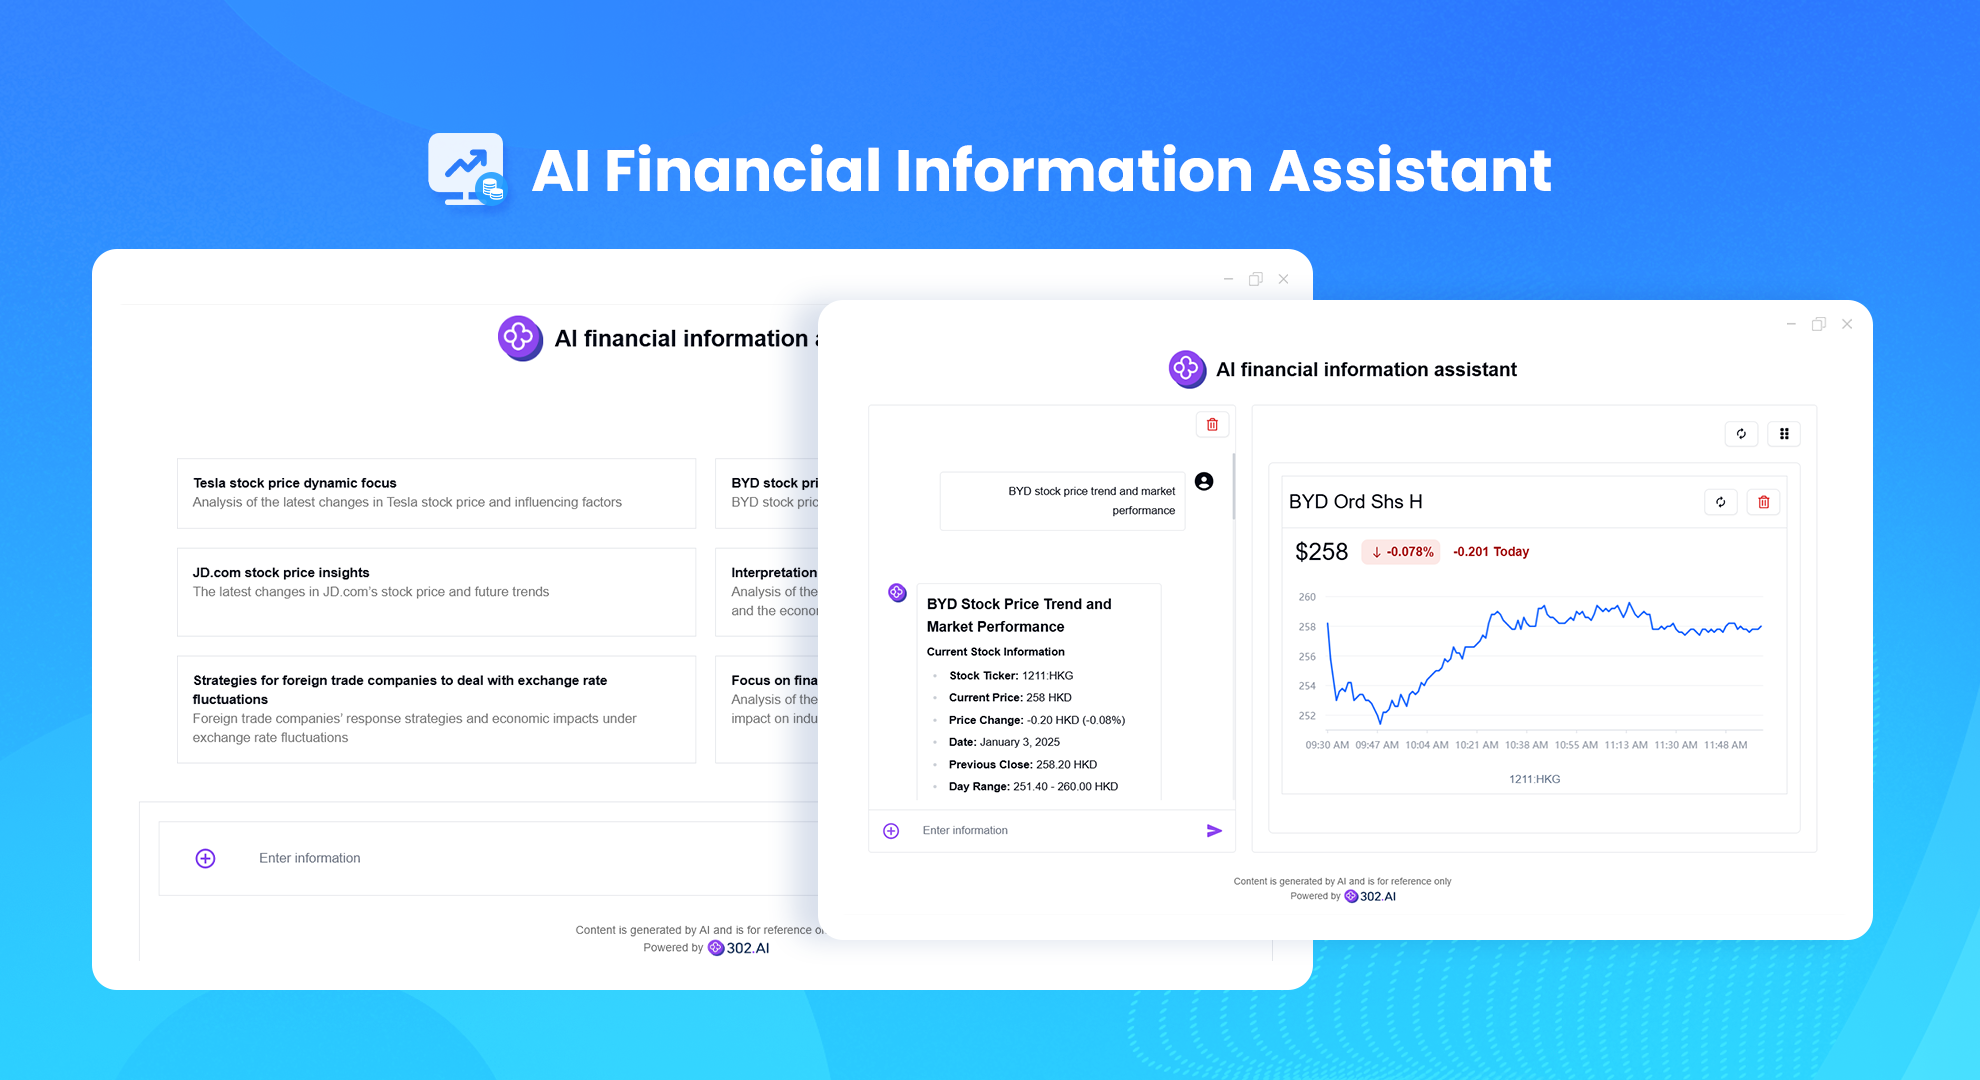 AI Financial Information Assistant
AI financial information
Tesla stock price dynamic focus
Analysis of the latest changes in Tesla stock price and influencing factors
BYD stock
BYD stock
JD.com stock price insights
The latest changes in JD.com's stock price and future trends
Interpretation
Analysis of the
and the
Strategies for foreign trade companies to deal with exchange rate
fluctuations
Foreign trade companies' response strategies and economic impacts under
exchange rate fluctuations
Focus on
Analysis of the
impact on
Enter information
Content is generated by AI and is for reference
Powered by 302.AI
AI financial information assistant
BYD stock price trend and market
performance
BYD Stock Price Trend and
Market Performance
Current Stock Information
Stock Ticker: 1211:HKG
Current Price: 258 HKD
Price Change: -0.20 HKD (-0.08%)
Date: January 3, 2025
Previous Close: 258.20 HKD
Day Range: 251.40 - 260.00 HKD
Enter information
BYD Ord Shs H
$258 ↓ -0.078% -0.201 Today
260
258
256
254
252
09:30 AM 09:47 AM 10:04 AM 10:21 AM 10:38 AM 10:55 AM 11:13 AM 11:30 AM 11:48 AM
1211:HKG
Content is generated by AI and is for reference only
Powered by 302.AI